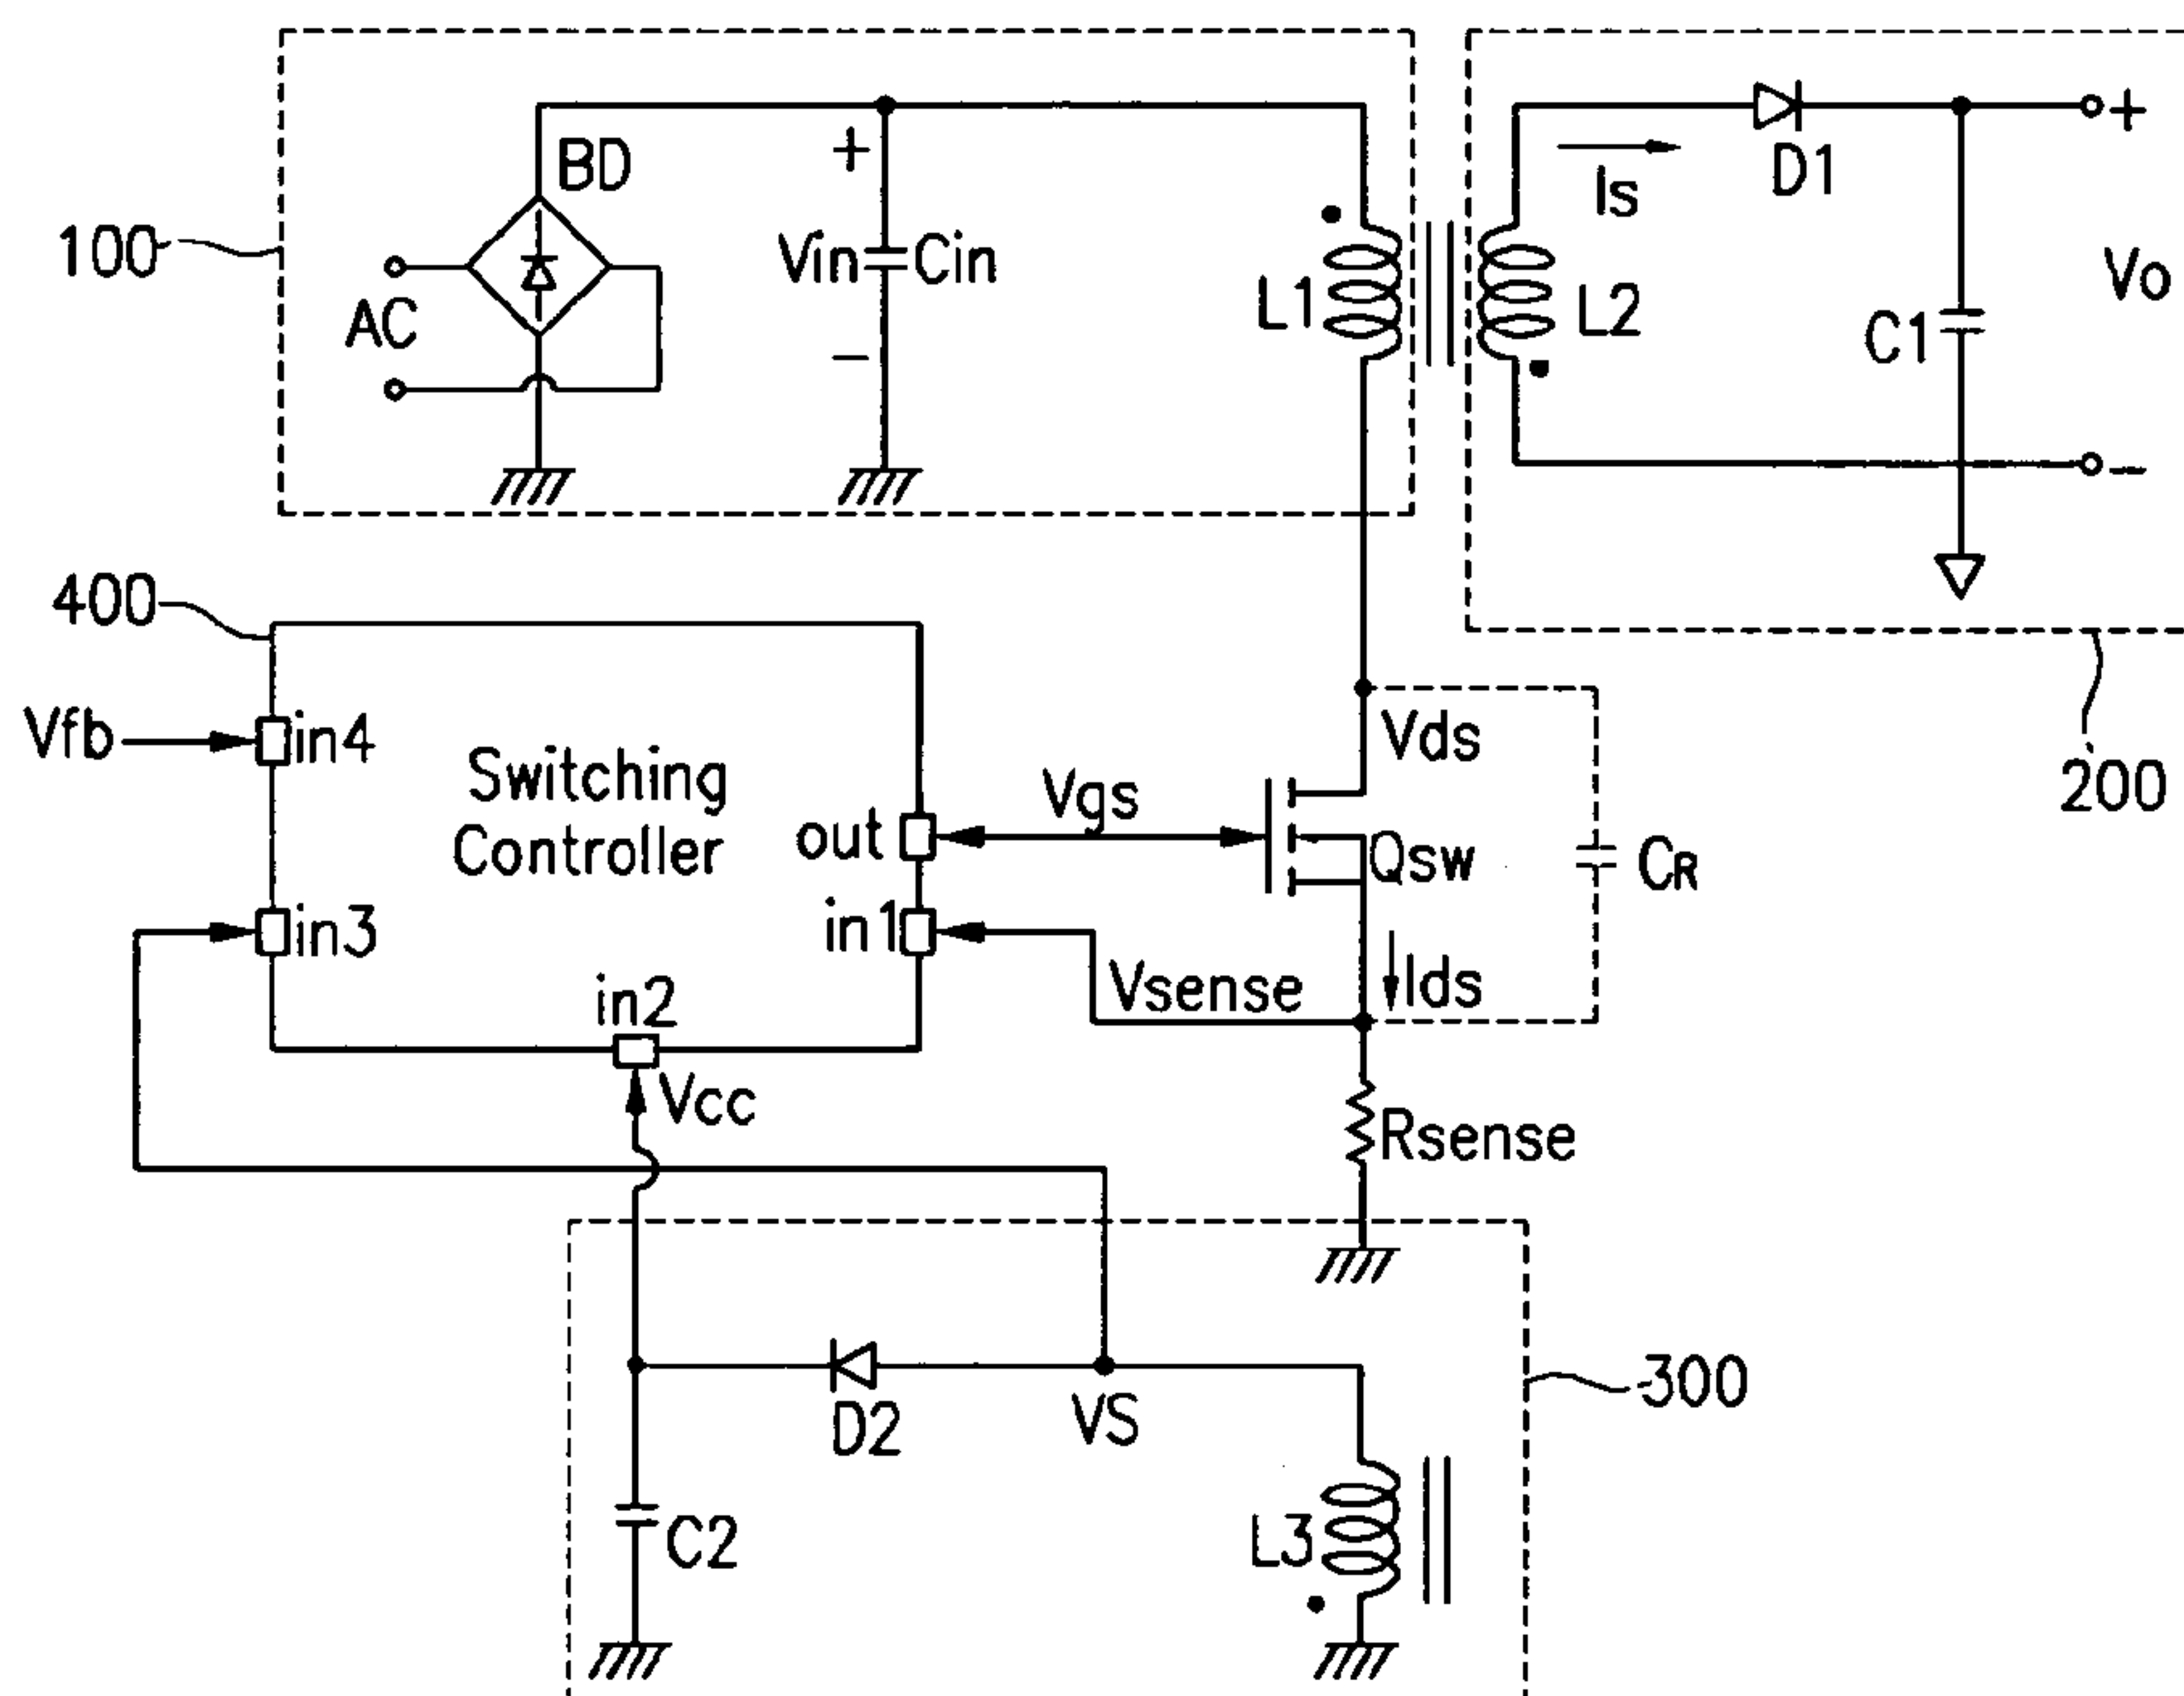 BD
+
D1
Is
100
Vin
Cin
L1
L2
Vo
AC
C1
−
−
400
Vfb
in4
Switching
Controller
Vds
200
Vgs
out
Qsw
CR
in3
in1
Vsense
Ids
in2
Vcc
Rsense
300
D2
VS
C2
L3
+